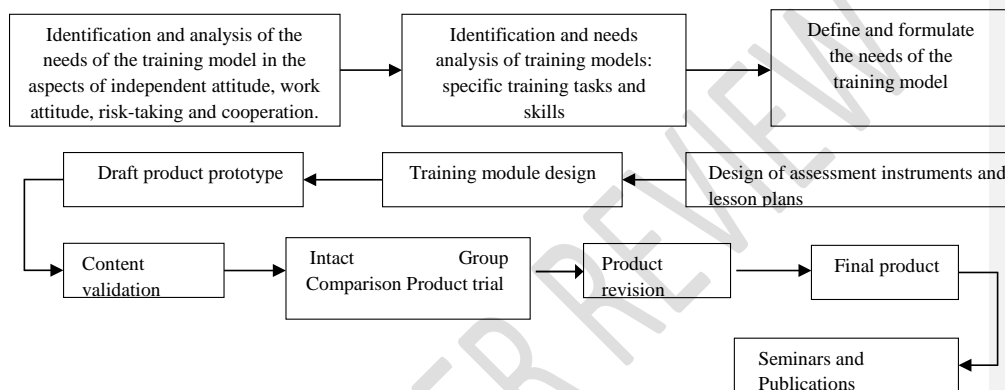 Identification and analysis of the
needs of the training model in the
aspects of independent attitude, work
attitude, risk-taking and cooperation.
Identification and needs
analysis of training models:
specific training tasks and
skills
Define and formulate
the needs of the
training model
Draft product prototype
Training module design
Design of assessment instruments and
lesson plans
Content
validation
Intact Group
Comparison Product trial
Product
revision
Final product
Seminars and
Publications
ER REVIEW